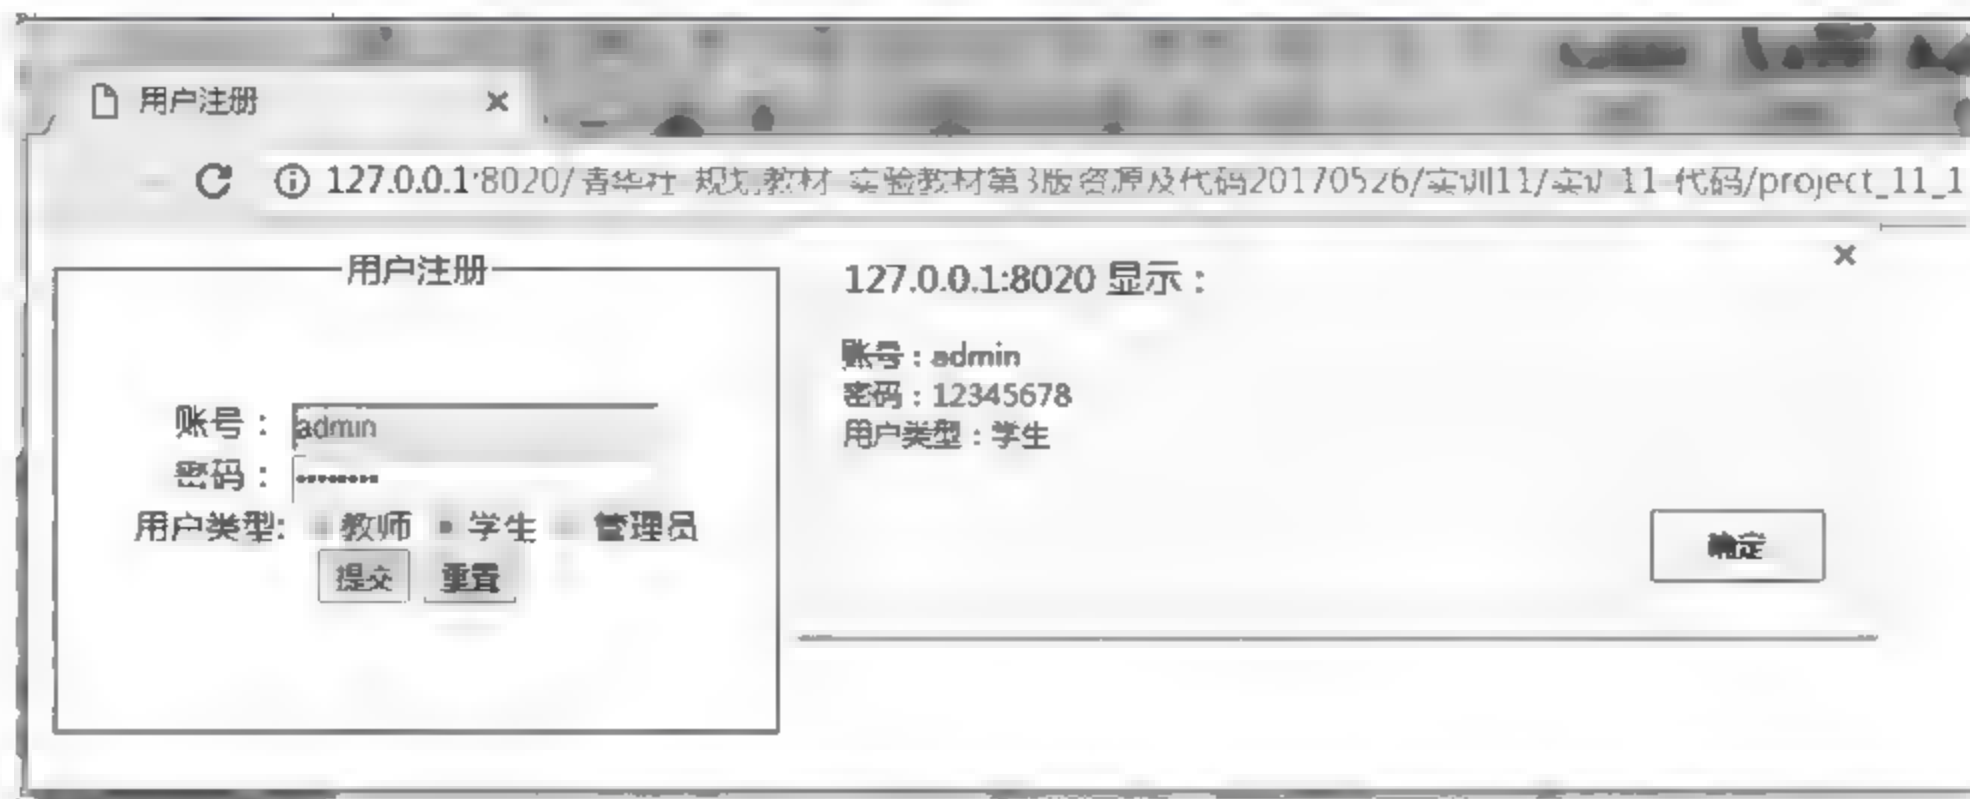 用户注册
127.0.0.1:8020/清华社 规划教材 实验教材第3版资源及代码20170526/实训11/实训 11-代码/project_11_1
用户注册
账号：admin
密码：•••••••••
用户类型: 教师 学生 管理员
提交 重置
127.0.0.1:8020 显示：
账号：admin
密码：12345678
用户类型：学生
确定